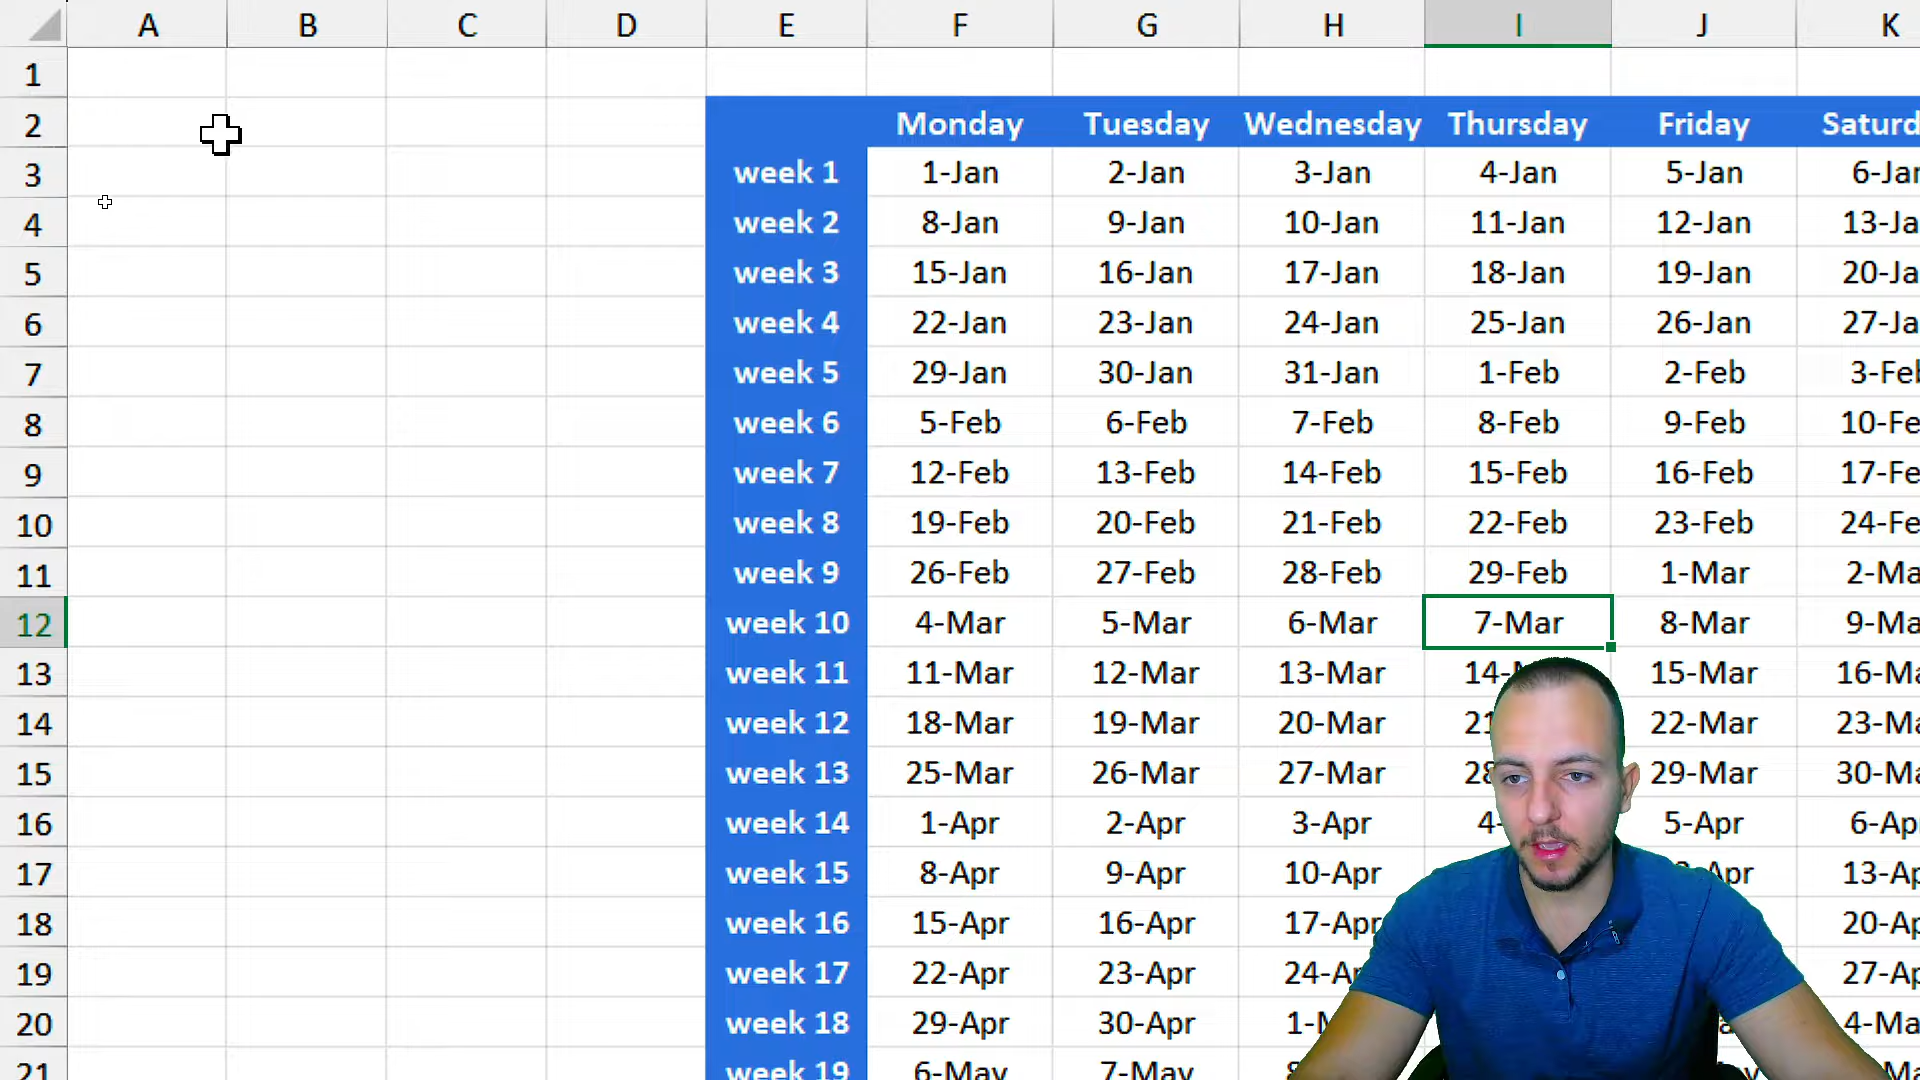 A B C D E F G H I J K
1
2 Monday Tuesday Wednesday Thursday Friday Saturd
3 week 1 1-Jan 2-Jan 3-Jan 4-Jan 5-Jan 6-Jan
4 week 2 8-Jan 9-Jan 10-Jan 11-Jan 12-Jan 13-Ja
5 week 3 15-Jan 16-Jan 17-Jan 18-Jan 19-Jan 20-Ja
6 week 4 22-Jan 23-Jan 24-Jan 25-Jan 26-Jan 27-Ja
7 week 5 29-Jan 30-Jan 31-Jan 1-Feb 2-Feb 3-Feb
8 week 6 5-Feb 6-Feb 7-Feb 8-Feb 9-Feb 10-Fe
9 week 7 12-Feb 13-Feb 14-Feb 15-Feb 16-Feb 17-Fe
10 week 8 19-Feb 20-Feb 21-Feb 22-Feb 23-Feb 24-Fe
11 week 9 26-Feb 27-Feb 28-Feb 29-Feb 1-Mar 2-Ma
12 week 10 4-Mar 5-Mar 6-Mar 7-Mar 8-Mar 9-Ma
13 week 11 11-Mar 12-Mar 13-Mar 14- 15-Mar 16-Ma
14 week 12 18-Mar 19-Mar 20-Mar 21 22-Mar 23-Ma
15 week 13 25-Mar 26-Mar 27-Mar 28 29-Mar 30-Ma
16 week 14 1-Apr 2-Apr 3-Apr 4- 5-Apr 6-Ap
17 week 15 8-Apr 9-Apr 10-Apr -Apr 13-Ap
18 week 16 15-Apr 16-Apr 17-Apr 20-Ap
19 week 17 22-Apr 23-Apr 24-A 27-Ap
20 week 18 29-Apr 30-Apr 1- 4-Ma
21 week 19 6-May 7-May